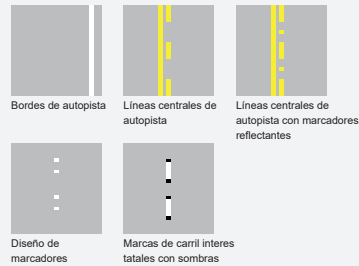 Bordes de autopista
Líneas centrales de
autopista
Líneas centrales de
autopista con marcadores
reflectantes
Diseño de
marcadores
Marcas de carril interes
tatales con sombras